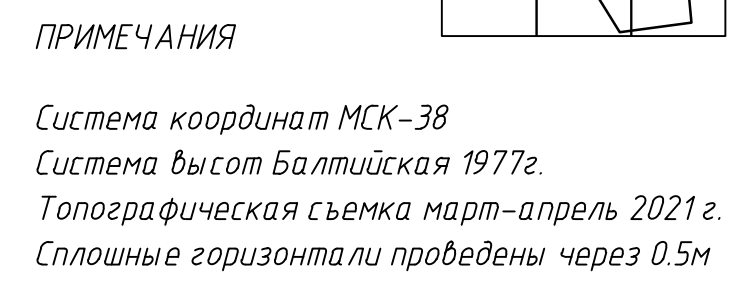 ПРИМЕЧАНИЯ
Система координат МСК-38
Система высот Балтийская 1977г.
Топографическая съемка март-апрель 2021 г.
Сплошные горизонтали проведены через 0.5м